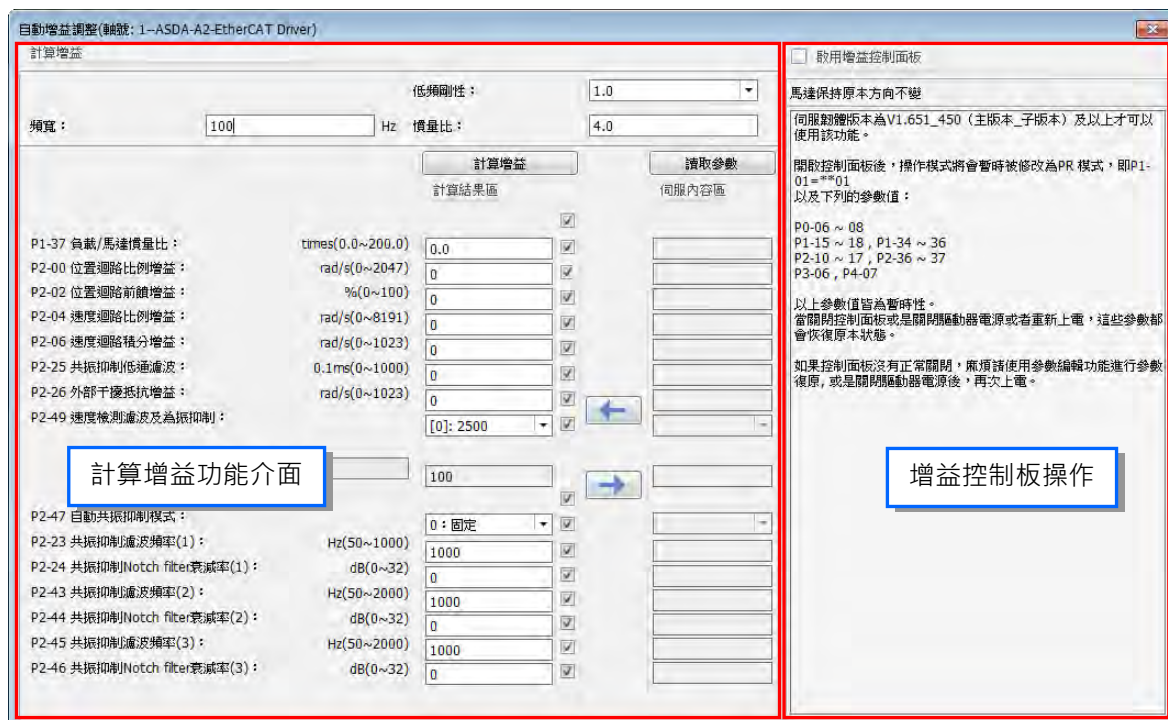 自動增益調整(軸號: 1--ASDA-A2-EtherCAT Driver)
計算增益
低頻剛性： 1.0
頻寬： 100 Hz 慣量比： 4.0
計算增益 讀取參數
計算結果區 伺服內容區
P1-37 負載/馬達慣量比： times(0.0~200.0) 0.0
P2-00 位置迴路比例增益： rad/s(0~2047) 0
P2-02 位置迴路前饋增益： %(0~100) 0
P2-04 速度迴路比例增益： rad/s(0~8191) 0
P2-06 速度迴路積分增益： rad/s(0~1023) 0
P2-25 共振抑制低通濾波： 0.1ms(0~1000) 0
P2-26 外部干擾抵抗增益： rad/s(0~1023) 0
P2-49 速度檢測濾波及為振抑制： [0]: 2500
計算增益功能介面
100
P2-47 自動共振抑制模式： 0：固定
P2-23 共振抑制濾波頻率(1)： Hz(50~1000) 1000
P2-24 共振抑制Notch filter衰減率(1)： dB(0~32) 0
P2-43 共振抑制濾波頻率(2)： Hz(50~2000) 1000
P2-44 共振抑制Notch filter衰減率(2)： dB(0~32) 0
P2-45 共振抑制濾波頻率(3)： Hz(50~2000) 1000
P2-46 共振抑制Notch filter衰減率(3)： dB(0~32) 0
啟用增益控制面板
馬達保持原本方向不變
伺服韌體版本為V1.651_450（主版本_子版本）及以上才可以
使用該功能。
開啟控制面板後，操作模式將會暫時被修改為PR 模式，即P1-
01=**01
以及下列的參數值：
P0-06 ~ 08
P1-15 ~ 18 , P1-34 ~ 36
P2-10 ~ 17 , P2-36 ~ 37
P3-06 , P4-07
以上參數值皆為暫時性。
當關閉控制面板或是關閉驅動器電源或者重新上電，這些參數都
會恢復原本狀態。
如果控制面板沒有正常關閉，麻煩請使用參數編輯功能進行參數
復原, 或是關閉驅動器電源後，再次上電。
增益控制板操作